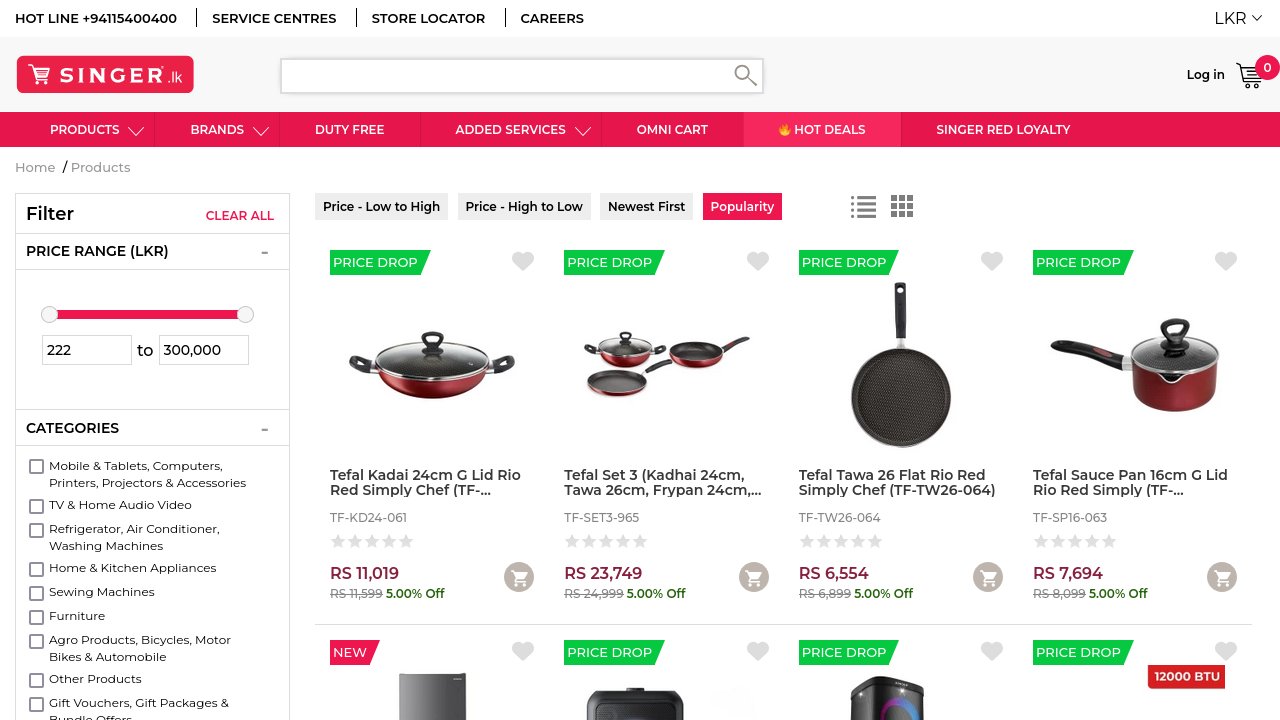 HOT LINE +94115400400
SERVICE CENTRES
STORE LOCATOR
CAREERS
LKR
SINGER.lk
Log in
0
PRODUCTS
BRANDS
DUTY FREE
ADDED SERVICES
OMNI CART
HOT DEALS
SINGER RED LOYALTY
Home / Products
Filter
CLEAR ALL
PRICE RANGE (LKR) -
222 to 300,000
CATEGORIES -
Mobile & Tablets, Computers,
Printers, Projectors & Accessories
TV & Home Audio Video
Refrigerator, Air Conditioner,
Washing Machines
Home & Kitchen Appliances
Sewing Machines
Furniture
Agro Products, Bicycles, Motor
Bikes & Automobile
Other Products
Gift Vouchers, Gift Packages &
Bundle Offers
Price - Low to High
Price - High to Low
Newest First
Popularity
PRICE DROP
Tefal Kadai 24cm G Lid Rio
Red Simply Chef (TF-...
TF-KD24-061
RS 11,019
RS 11,599 5.00% Off
PRICE DROP
Tefal Set 3 (Kadhai 24cm,
Tawa 26cm, Frypan 24cm,...
TF-SET3-965
RS 23,749
RS 24,999 5.00% Off
PRICE DROP
Tefal Tawa 26 Flat Rio Red
Simply Chef (TF-TW26-064)
TF-TW26-064
RS 6,554
RS 6,899 5.00% Off
PRICE DROP
Tefal Sauce Pan 16cm G Lid
Rio Red Simply (TF-...
TF-SP16-063
RS 7,694
RS 8,099 5.00% Off
NEW
PRICE DROP
PRICE DROP
PRICE DROP
12000 BTU